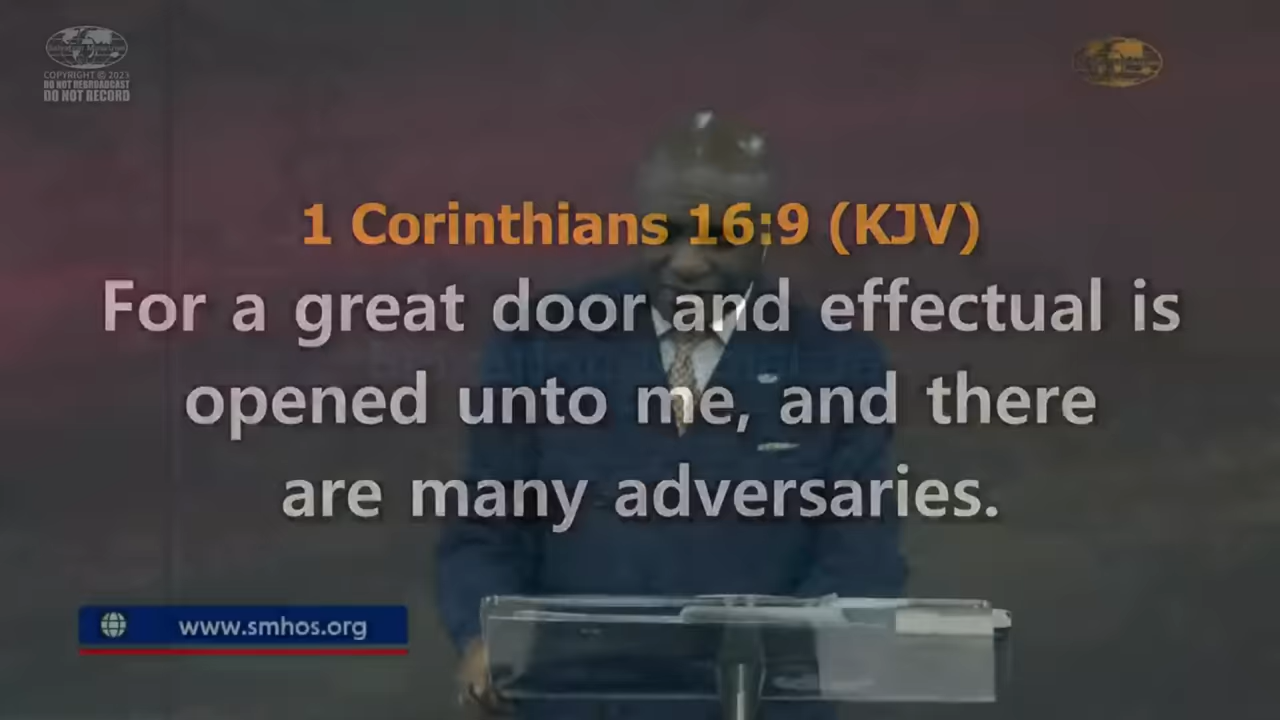 COPYRIGHT © 2023
DO NOT REBROADCAST
DO NOT RECORD
1 Corinthians 16:9 (KJV)
For a great door and effectual is
opened unto me, and there
are many adversaries.
www.smhos.org